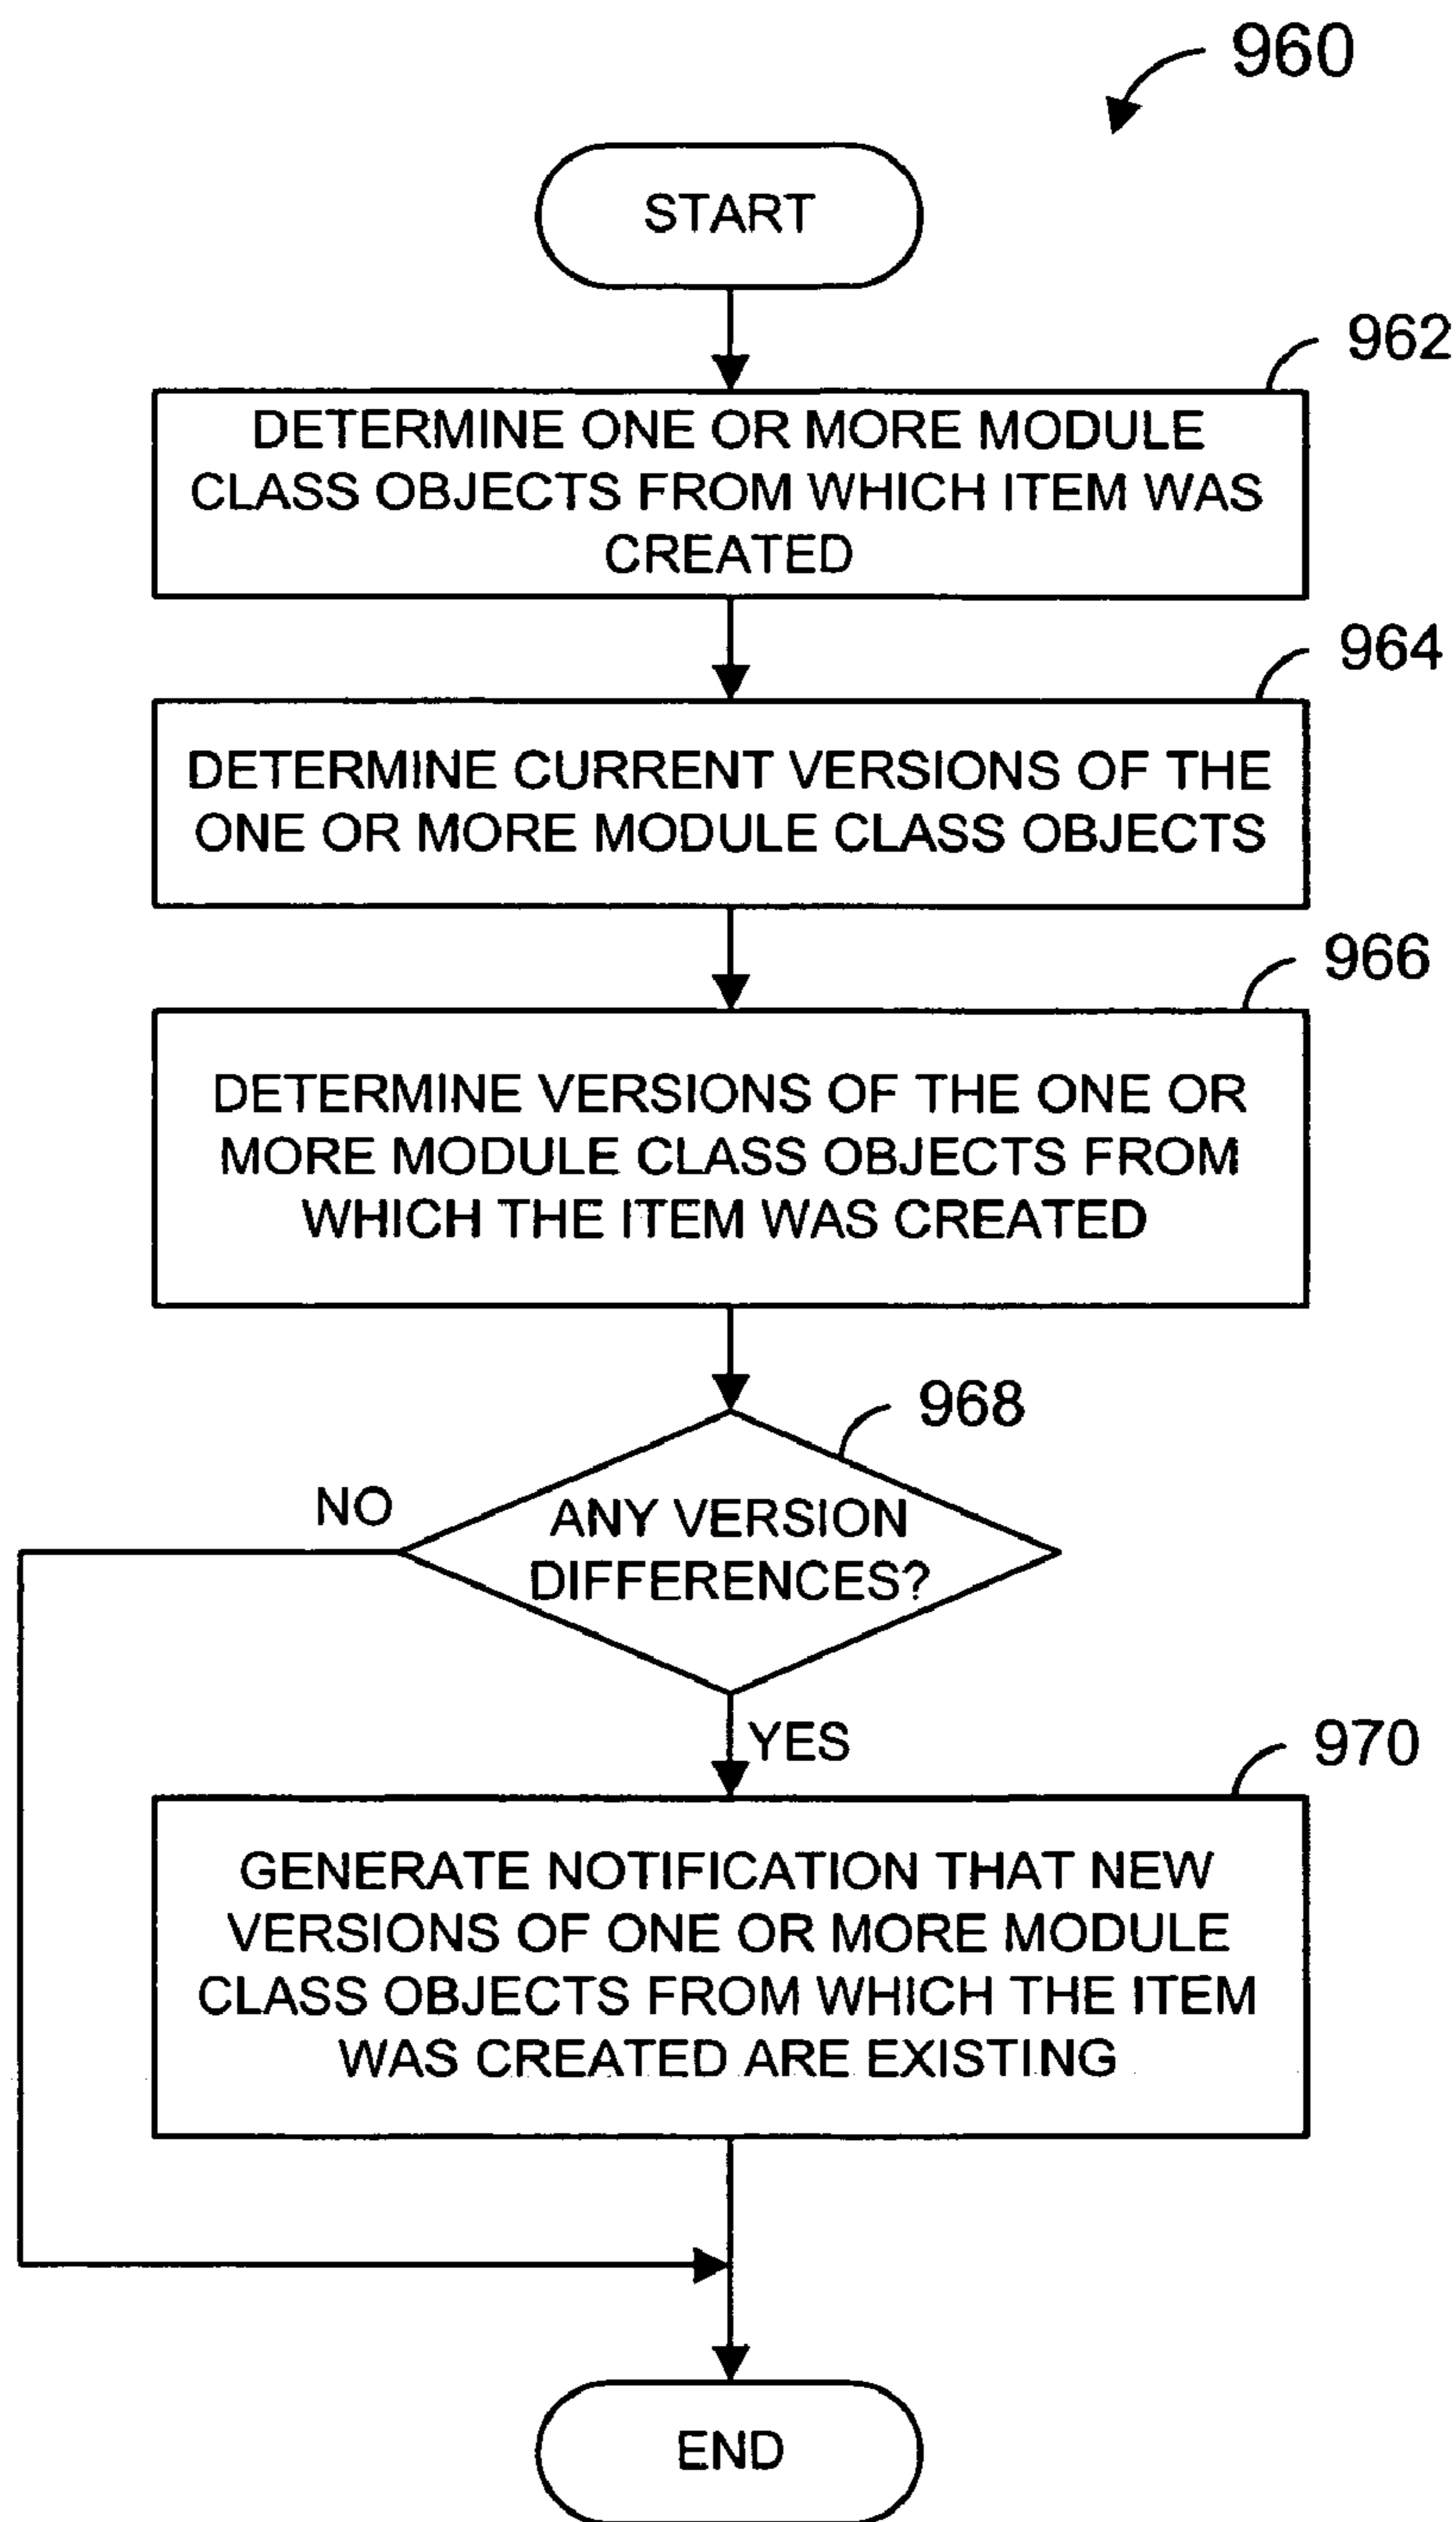 960
START
962
DETERMINE ONE OR MORE MODULE
CLASS OBJECTS FROM WHICH ITEM WAS
CREATED
964
DETERMINE CURRENT VERSIONS OF THE
ONE OR MORE MODULE CLASS OBJECTS
966
DETERMINE VERSIONS OF THE ONE OR
MORE MODULE CLASS OBJECTS FROM
WHICH THE ITEM WAS CREATED
968
NO
ANY VERSION
DIFFERENCES?
YES
970
GENERATE NOTIFICATION THAT NEW
VERSIONS OF ONE OR MORE MODULE
CLASS OBJECTS FROM WHICH THE ITEM
WAS CREATED ARE EXISTING
END